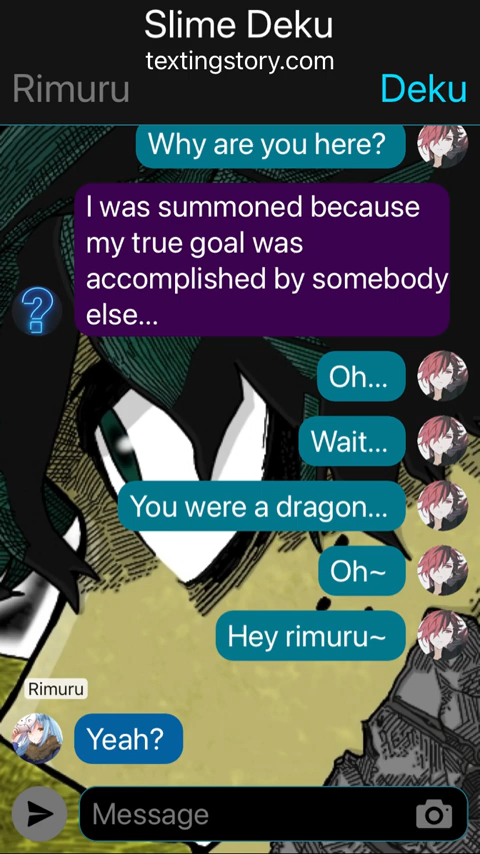 Slime Deku
textingstory.com
Rimuru
Deku
Why are you here?
I was summoned because
my true goal was
accomplished by somebody
else...
?
Oh...
Wait...
You were a dragon...
Oh~
Hey rimuru~
Rimuru
Yeah?
Message